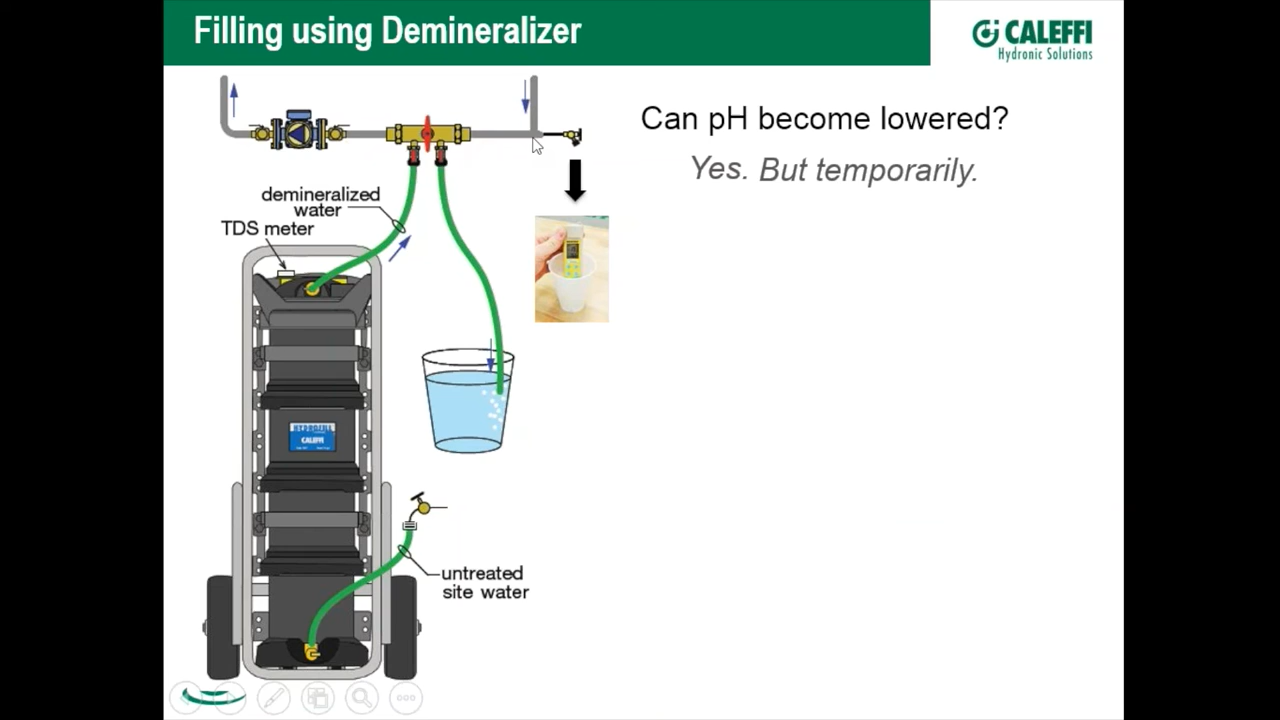 Filling using Demineralizer
CALEFFI
Hydronic Solutions
Can pH become lowered?
Yes. But temporarily.
demineralized
water
TDS meter
HYDROFILL
CALEFFI
untreated
site water